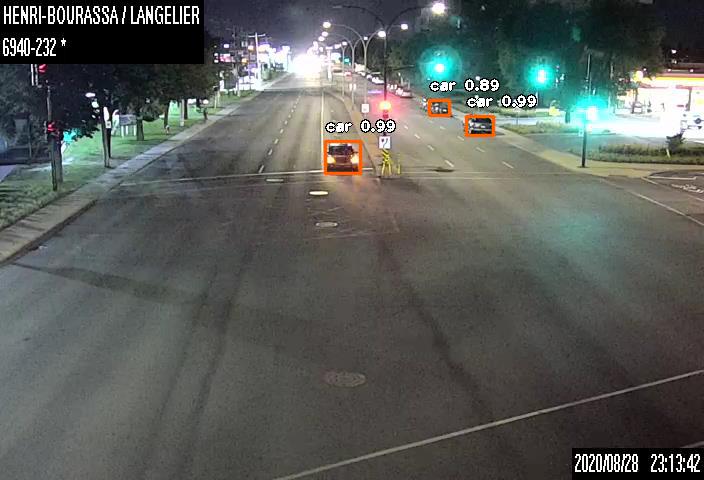 HENRI-BOURASSA / LANGELIER
6940-232 *
car 0.89
car 0.99
car 0.99
2020/08/28 23:13:42